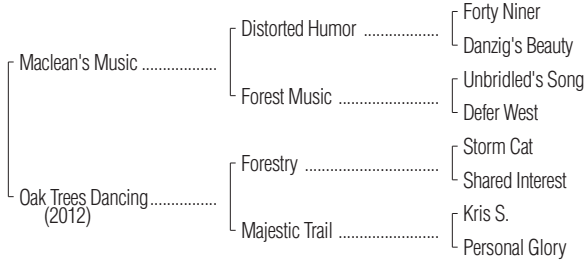 Forty Niner
Distorted Humor ..................
Danzig's Beauty
Maclean's Music ..................
Unbridled's Song
Forest Music ........................
Defer West
Storm Cat
Forestry ................................
Shared Interest
Oak Trees Dancing................
(2012)
Kris S.
Majestic Trail ........................
Personal Glory